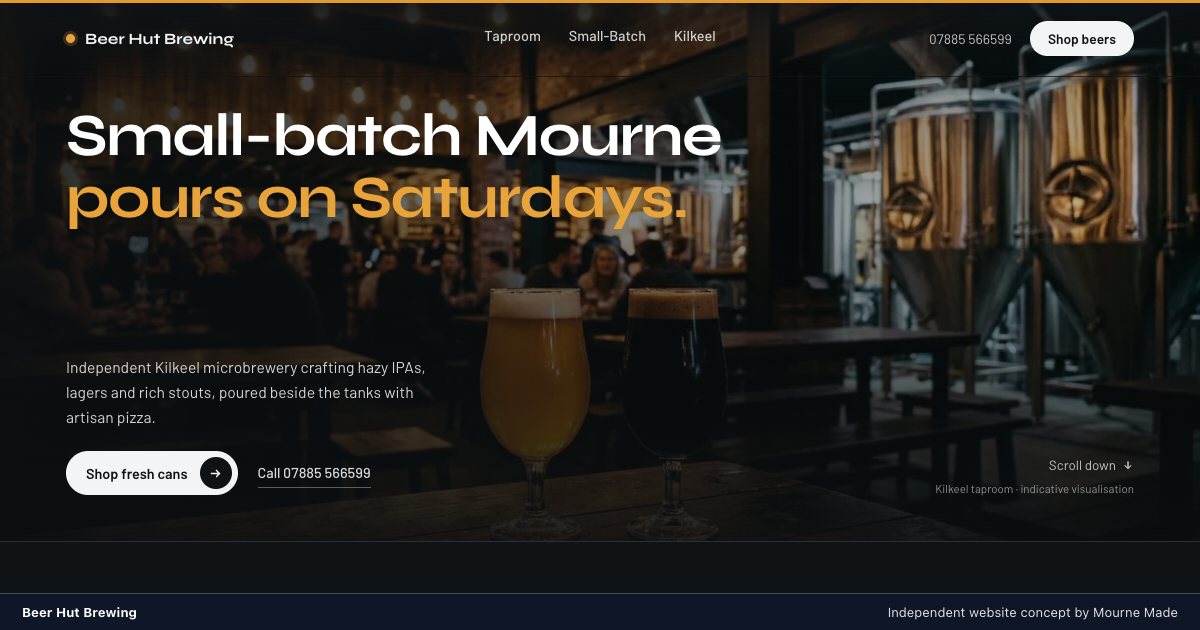 Beer Hut Brewing
Taproom
Small-Batch
Kilkeel
07885 566599
Shop beers
Small-batch Mourne
pours on Saturdays.
Independent Kilkeel microbrewery crafting hazy IPAs,
lagers and rich stouts, poured beside the tanks with
artisan pizza.
Shop fresh cans →
Call 07885 566599
Scroll down ↓
Kilkeel taproom · indicative visualisation
Beer Hut Brewing
Independent website concept by Mourne Made